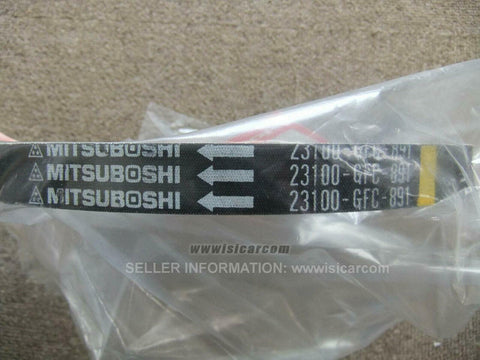 MITSUBOSHI 23100-GFC-891
MITSUBOSHI 23100-GFC-891
MITSUBOSHI 23100-GFC-891
wwwisicarcom
SELLER INFORMATION: wwwisicarcom